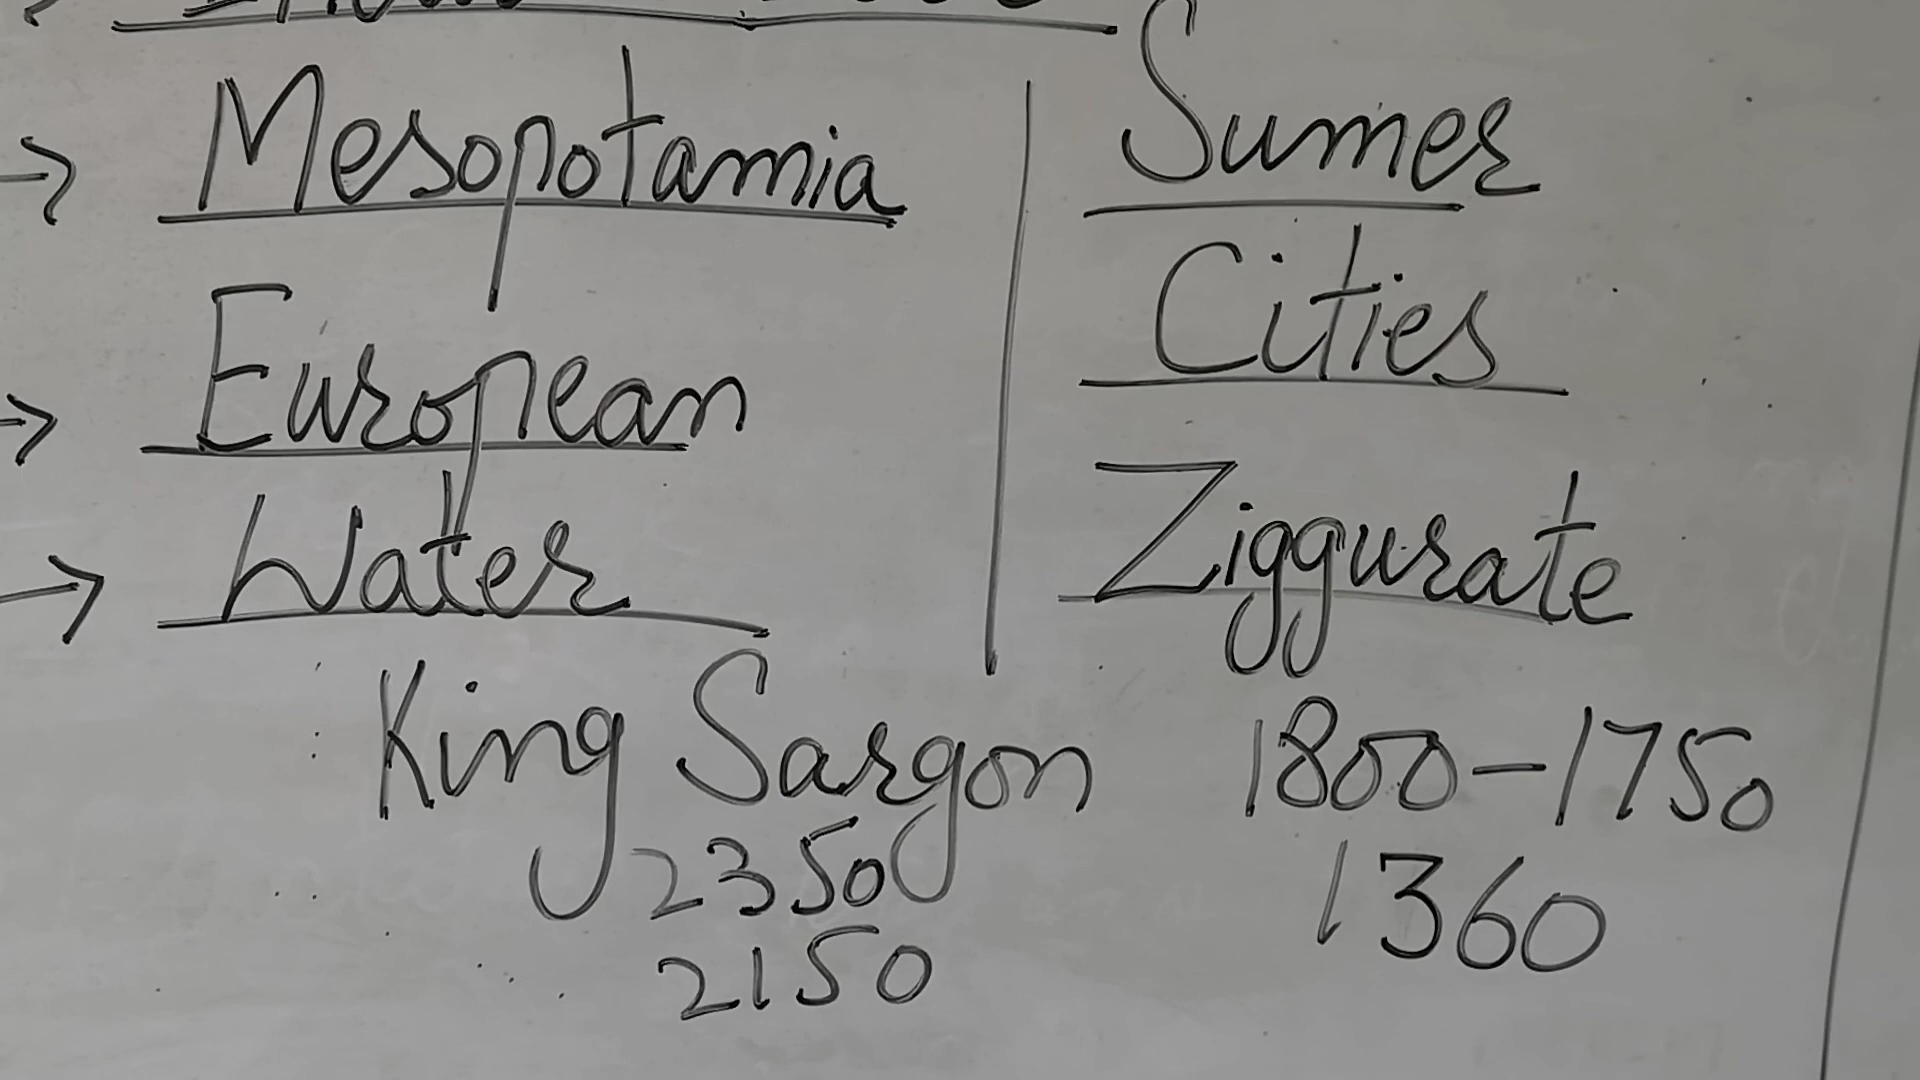 → Mesopotamia
→ European
→ Water
Sumer
Cities
Ziggurate
King Sargon
2350
2150
1800-1750
1360